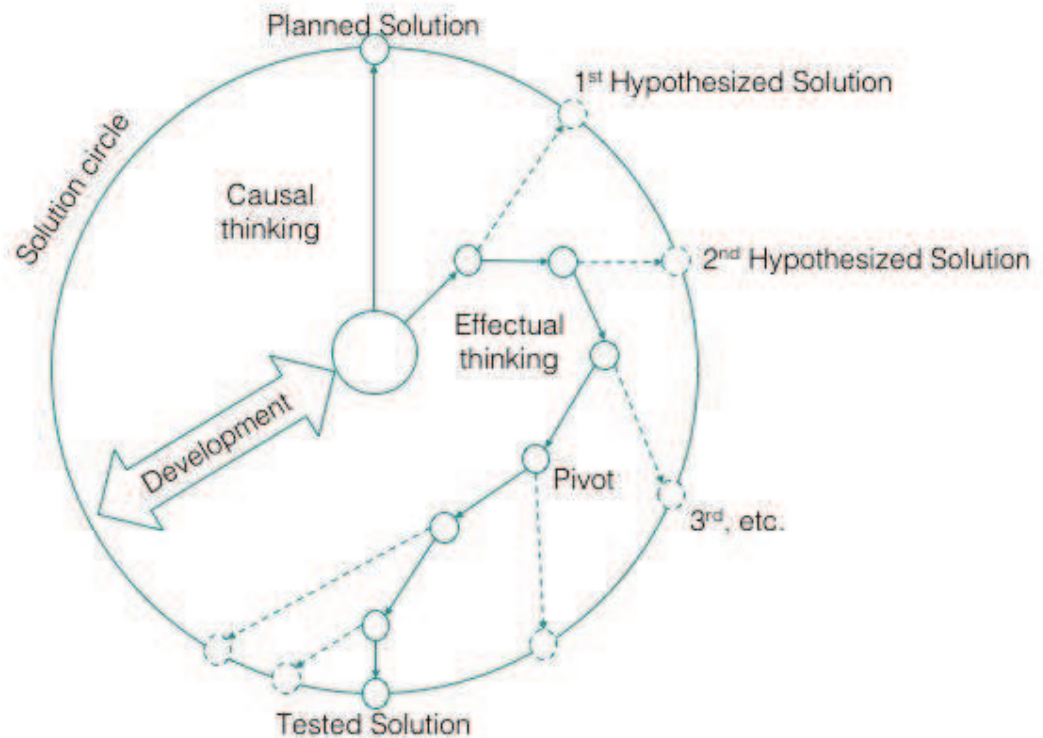 Planned Solution
1st Hypothesized Solution
Solution circle
Causal
thinking
2nd Hypothesized Solution
Effectual
thinking
Development
Pivot
3rd, etc.
Tested Solution